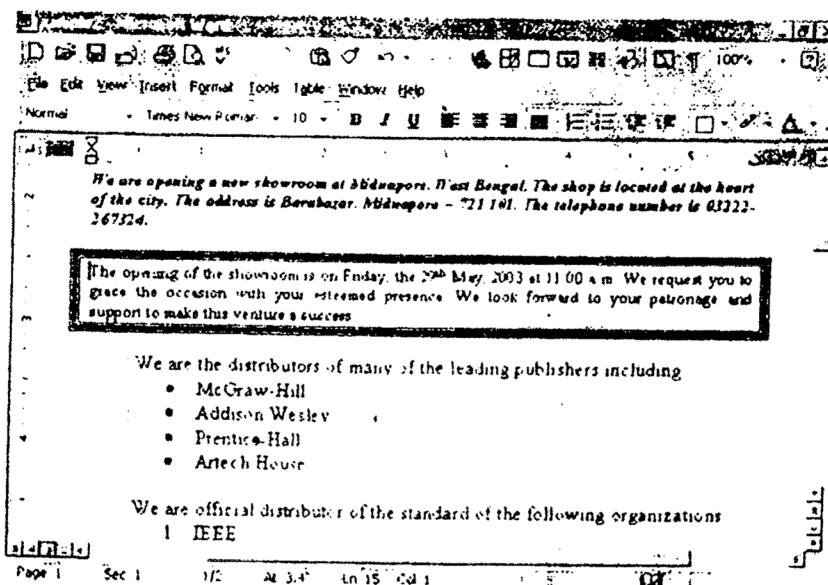 100%
File Edit View Insert Format Tools Table Window Help
Normal Times New Roman 10 B I U
We are opening a new showroom at Midnapore, West Bengal. The shop is located at the heart
of the city. The address is Barabazar, Midnapore – 721 101. The telephone number is 03222-
267324.
The opening of the showroom is on Friday, the 29th May, 2003 at 11 00 a m We request you to
grace the occasion with your esteemed presence We look forward to your patronage and
support to make this venture a success
We are the distributors of many of the leading publishers including
• McGraw-Hill
• Addison Wesley
• Prentice-Hall
• Artech House
We are official distributor of the standard of the following organizations
1 IEEE
Page 1 Sec 1 1/2 At 3.4" Ln 15 Col 1